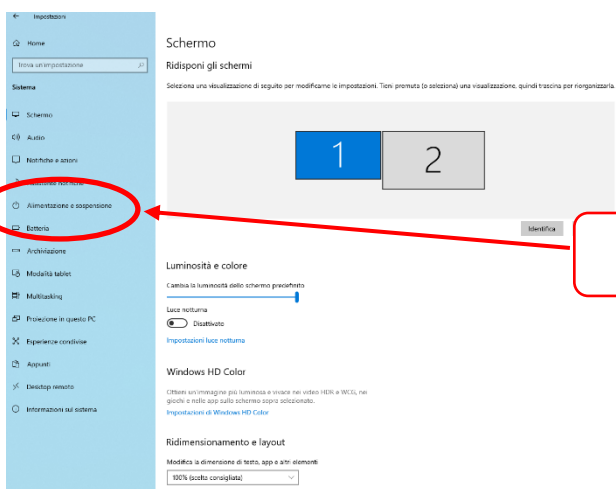 Impostazioni
Home
Trova un'impostazione
Sistema
Schermo
Audio
Notifiche e azioni
Alimentazione e sospensione
Batteria
Archiviazione
Modalità tablet
Multitasking
Proiezione in questo PC
Esperienze condivise
Appunti
Desktop remoto
Informazioni sul sistema
Schermo
Ridisponi gli schermi
Seleziona una visualizzazione di seguito per modificarne le impostazioni. Tieni premuta (o seleziona) una visualizzazione, quindi trascina per riorganizzarla.
1
2
Identifica
Luminosità e colore
Cambia la luminosità dello schermo predefinito
Luce notturna
Disattivato
Impostazioni luce notturna
Windows HD Color
Ottieni un'immagine più luminosa e vivace nei video HDR e WCG, nei
giochi e nelle app sullo schermo sopra selezionato.
Impostazioni di Windows HD Color
Ridimensionamento e layout
Modifica la dimensione di testo, app e altri elementi
100% (scelta consigliata)